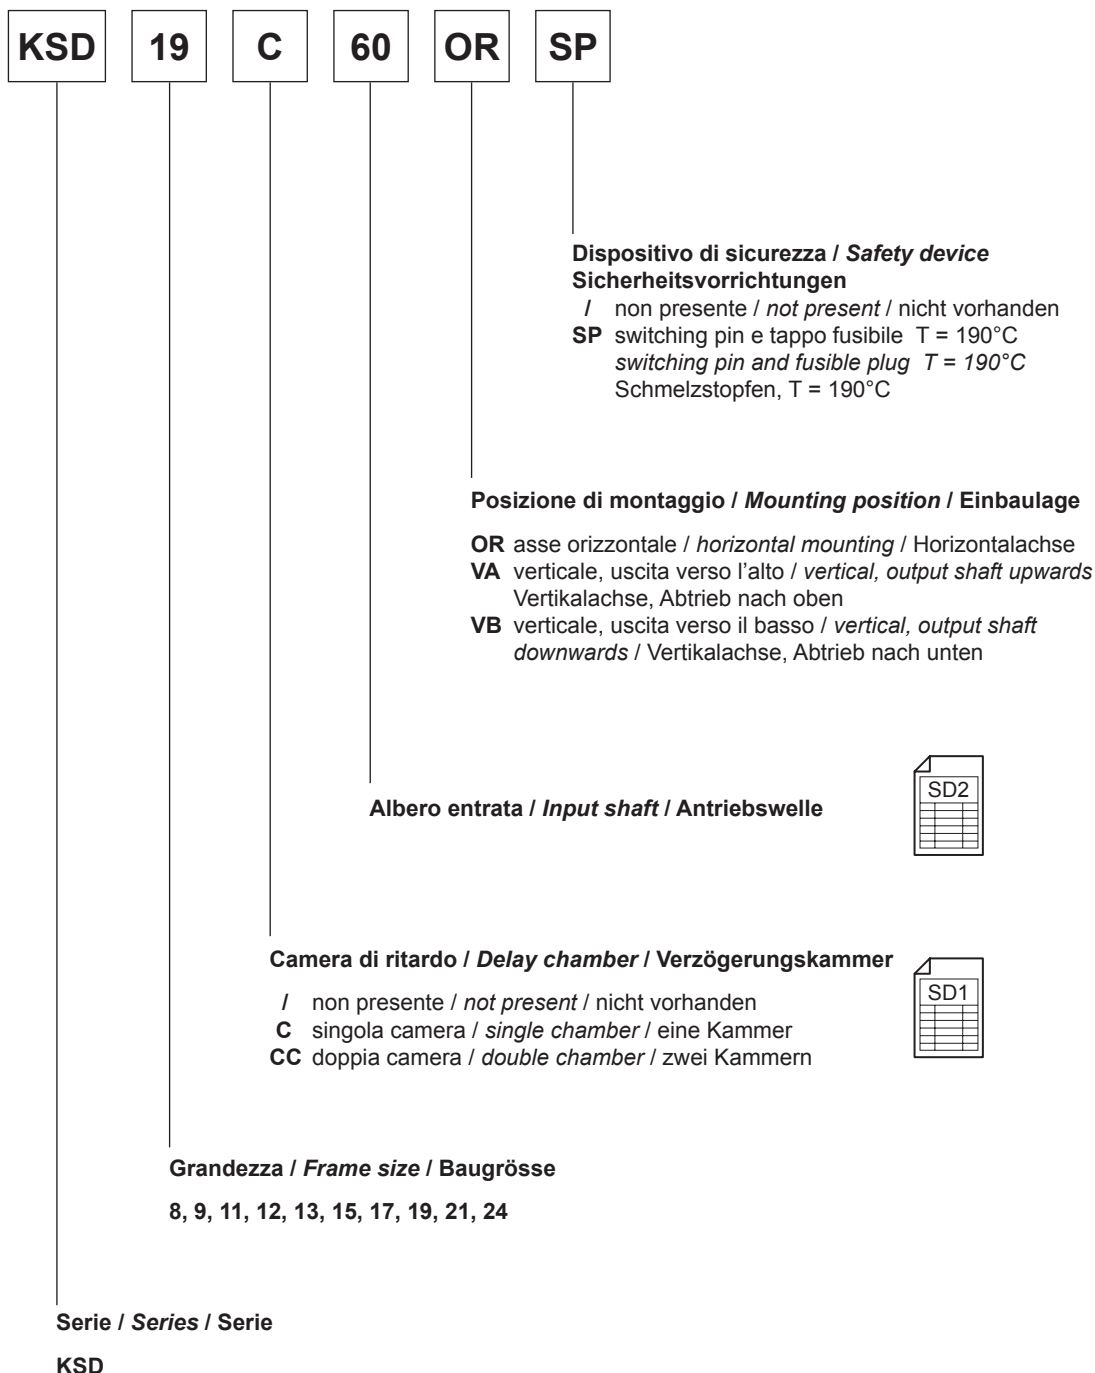 KSD 19 C 60 OR SP
Dispositivo di sicurezza / Safety device
Sicherheitsvorrichtungen
/ non presente / not present / nicht vorhanden
SP switching pin e tappo fusibile T = 190°C
switching pin and fusible plug T = 190°C
Schmelzstopfen, T = 190°C
Posizione di montaggio / Mounting position / Einbaulage
OR asse orizzontale / horizontal mounting / Horizontalachse
VA verticale, uscita verso l'alto / vertical, output shaft upwards
Vertikalachse, Abtrieb nach oben
VB verticale, uscita verso il basso / vertical, output shaft
downwards / Vertikalachse, Abtrieb nach unten
SD2
Albero entrata / Input shaft / Antriebswelle
Camera di ritardo / Delay chamber / Verzögerungskammer
SD1
/ non presente / not present / nicht vorhanden
C singola camera / single chamber / eine Kammer
CC doppia camera / double chamber / zwei Kammern
Grandezza / Frame size / Baugrösse
8, 9, 11, 12, 13, 15, 17, 19, 21, 24
Serie / Series / Serie
KSD